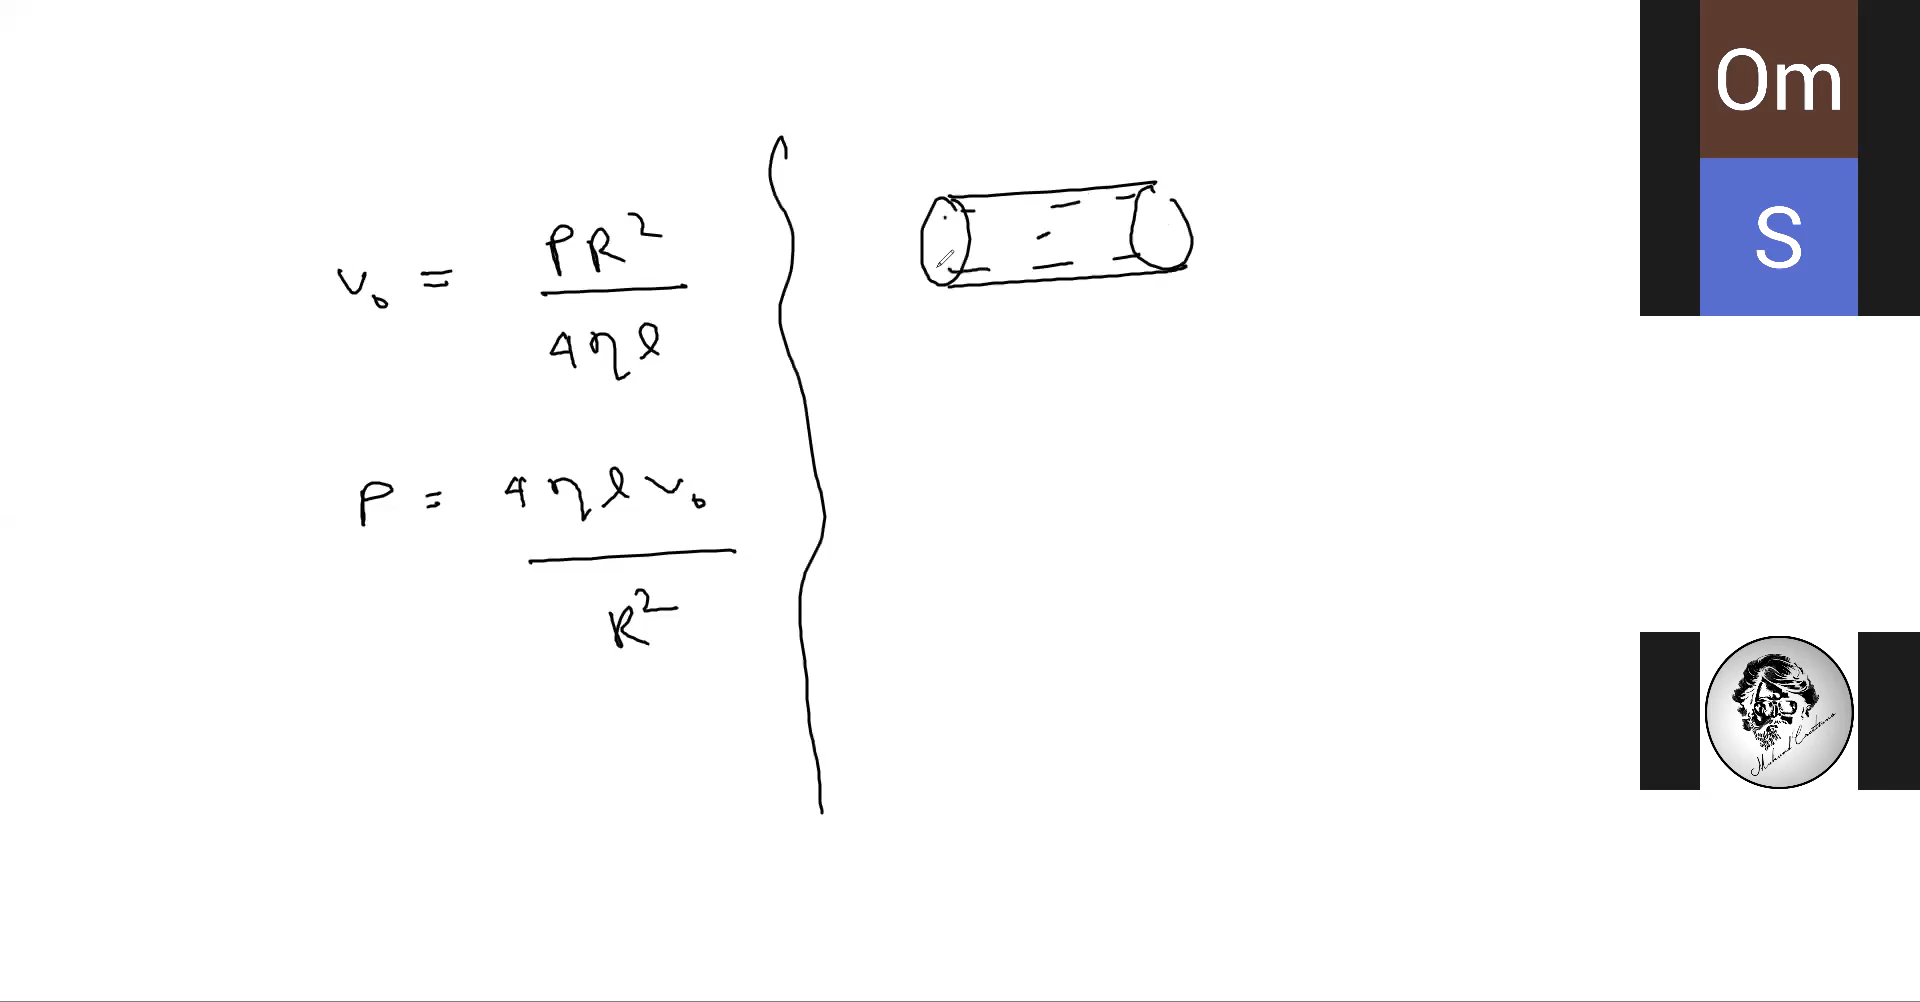 v₀ = PR² / 4ηl
P = 4ηlv₀ / R²
Om
S